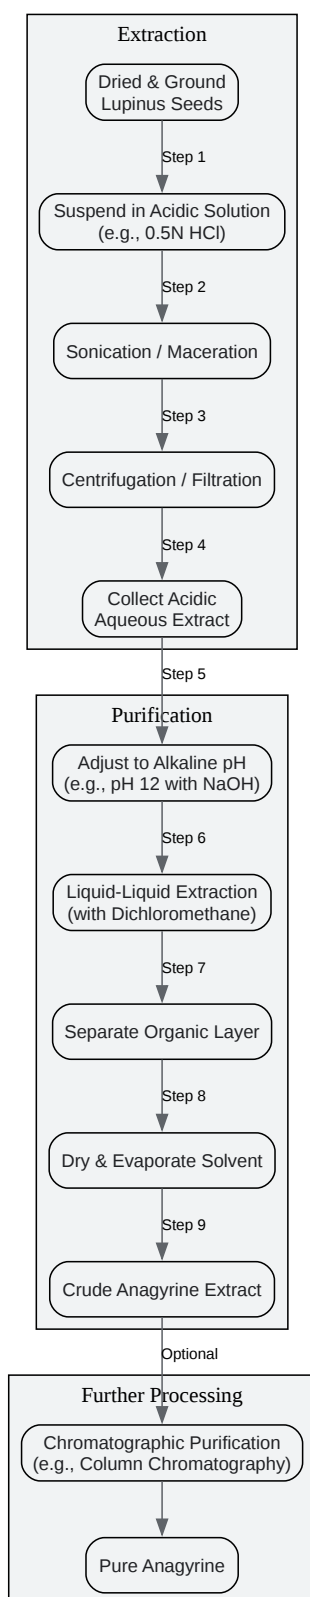 Extraction
Dried & Ground
Lupinus Seeds
Step 1
Suspend in Acidic Solution
(e.g., 0.5N HCl)
Step 2
Sonication / Maceration
Step 3
Centrifugation / Filtration
Step 4
Collect Acidic
Aqueous Extract
Step 5
Purification
Adjust to Alkaline pH
(e.g., pH 12 with NaOH)
Step 6
Liquid-Liquid Extraction
(with Dichloromethane)
Step 7
Separate Organic Layer
Step 8
Dry & Evaporate Solvent
Step 9
Crude Anagyrine Extract
Optional
Further Processing
Chromatographic Purification
(e.g., Column Chromatography)
Pure Anagyrine